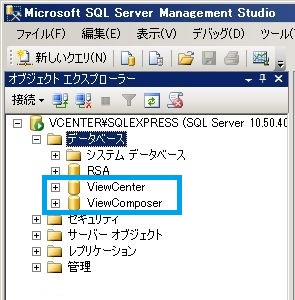 Microsoft SQL Server Management Studio
ファイル(F) 編集(E) 表示(V) デバッグ(D) ツール(
新しいクエリ(N)
オブジェクト エクスプローラー
接続
VCENTER¥SQLEXPRESS (SQL Server 10.50.40
データベース
システム データベース
RSA
ViewCenter
ViewComposer
セキュリティ
サーバー オブジェクト
レプリケーション
管理